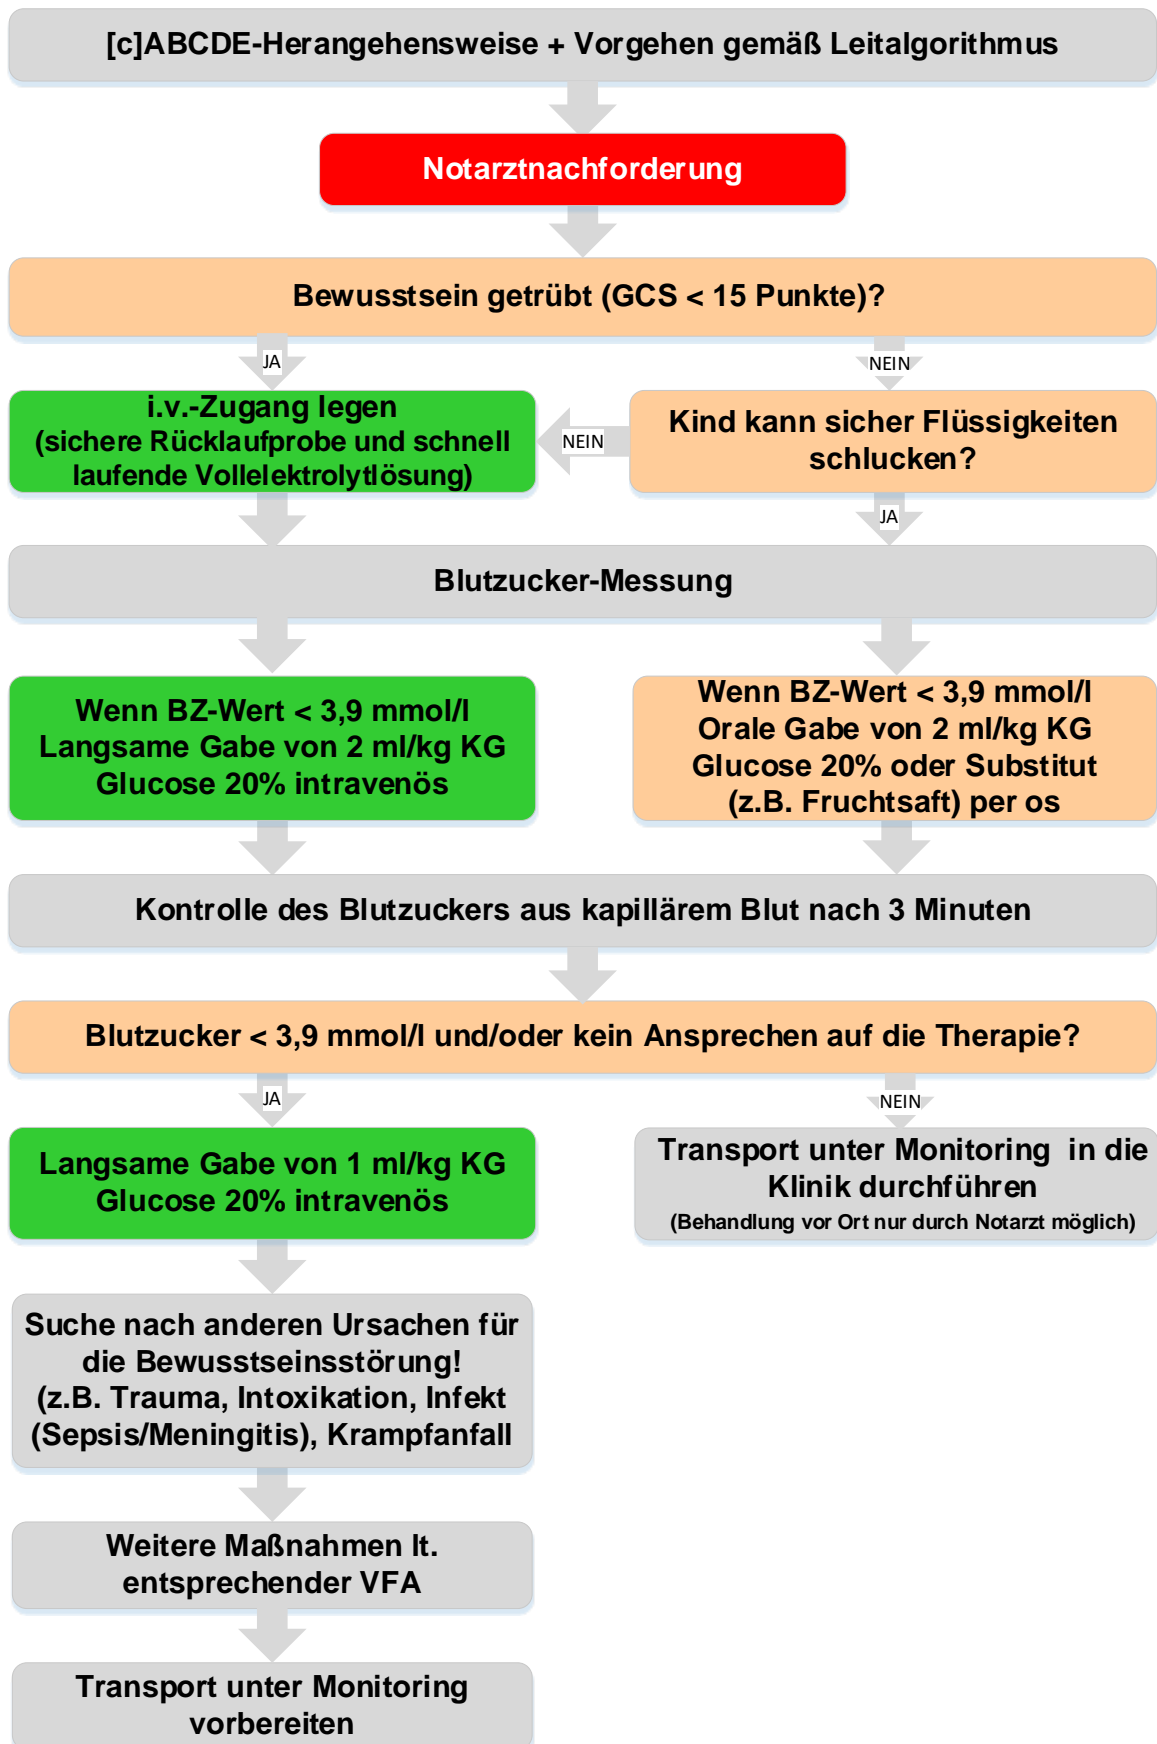 [c]ABCDE-Herangehensweise + Vorgehen gemäß Leitalgorithmus
Notarztnachforderung
Bewusstsein getrübt (GCS < 15 Punkte)?
JA
NEIN
i.v.-Zugang legen
(sichere Rücklaufprobe und schnell
laufende Vollelektrolytlösung)
NEIN
Kind kann sicher Flüssigkeiten
schlucken?
JA
Blutzucker-Messung
Wenn BZ-Wert < 3,9 mmol/l
Langsame Gabe von 2 ml/kg KG
Glucose 20% intravenös
Wenn BZ-Wert < 3,9 mmol/l
Orale Gabe von 2 ml/kg KG
Glucose 20% oder Substitut
(z.B. Fruchtsaft) per os
Kontrolle des Blutzuckers aus kapillärem Blut nach 3 Minuten
Blutzucker < 3,9 mmol/l und/oder kein Ansprechen auf die Therapie?
JA
NEIN
Langsame Gabe von 1 ml/kg KG
Glucose 20% intravenös
Transport unter Monitoring in die
Klinik durchführen
(Behandlung vor Ort nur durch Notarzt möglich)
Suche nach anderen Ursachen für
die Bewusstseinsstörung!
(z.B. Trauma, Intoxikation, Infekt
(Sepsis/Meningitis), Krampfanfall
Weitere Maßnahmen lt.
entsprechender VFA
Transport unter Monitoring
vorbereiten